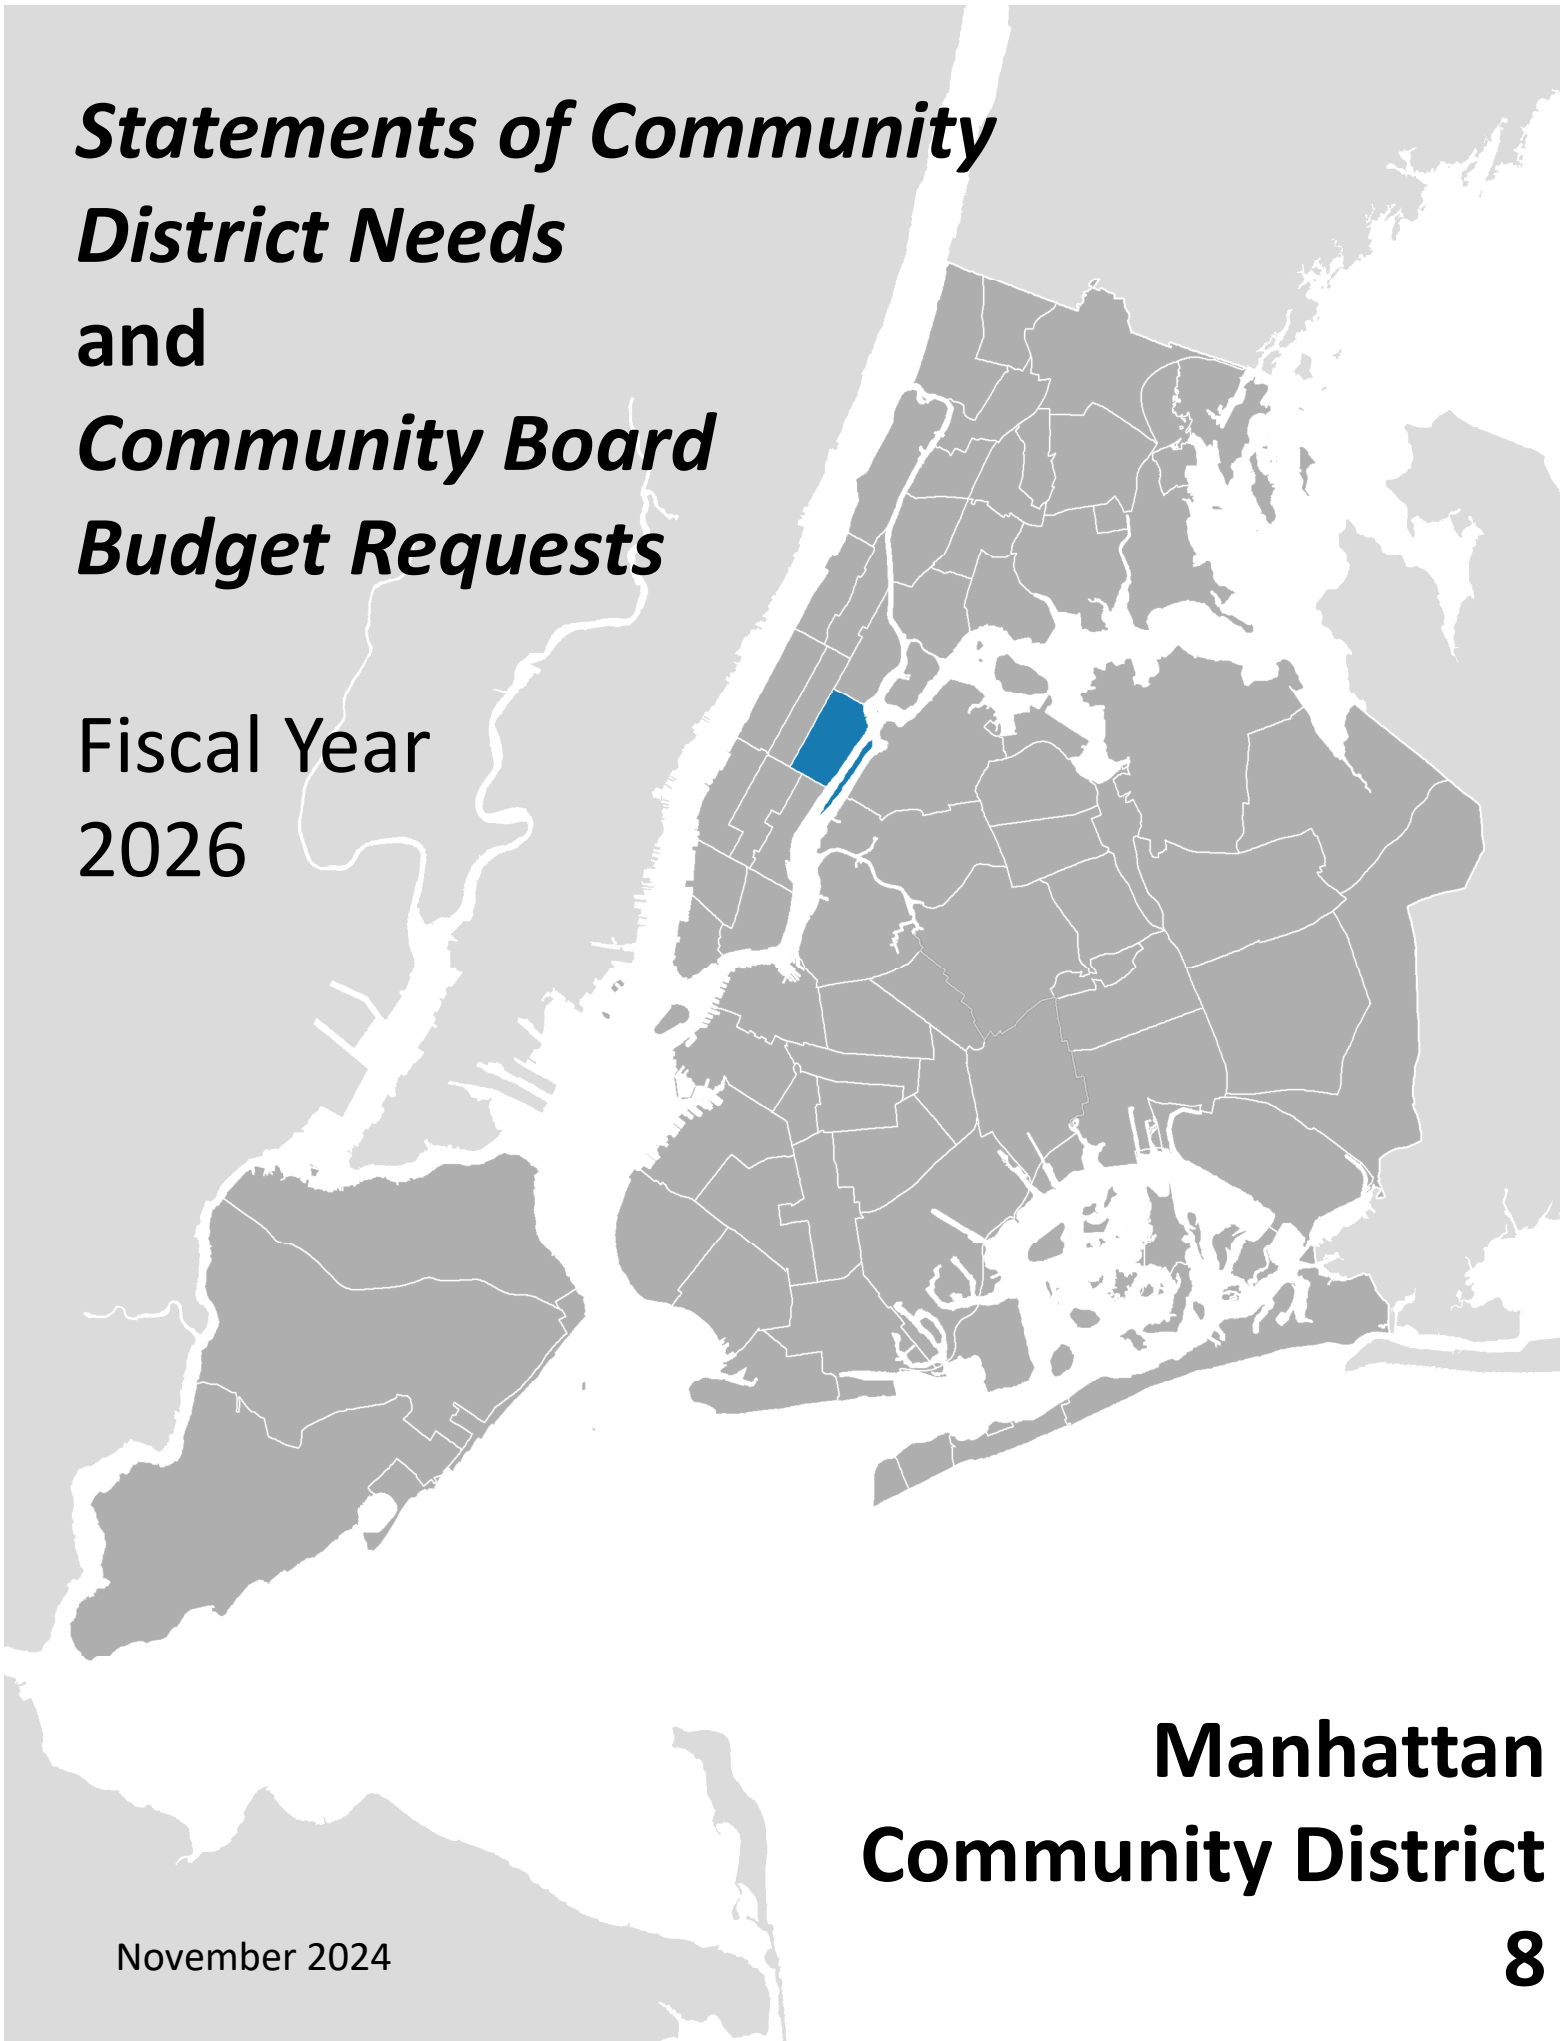 Statements of Community
District Needs
and
Community Board
Budget Requests
Fiscal Year
2026
Manhattan
Community District
8
November 2024